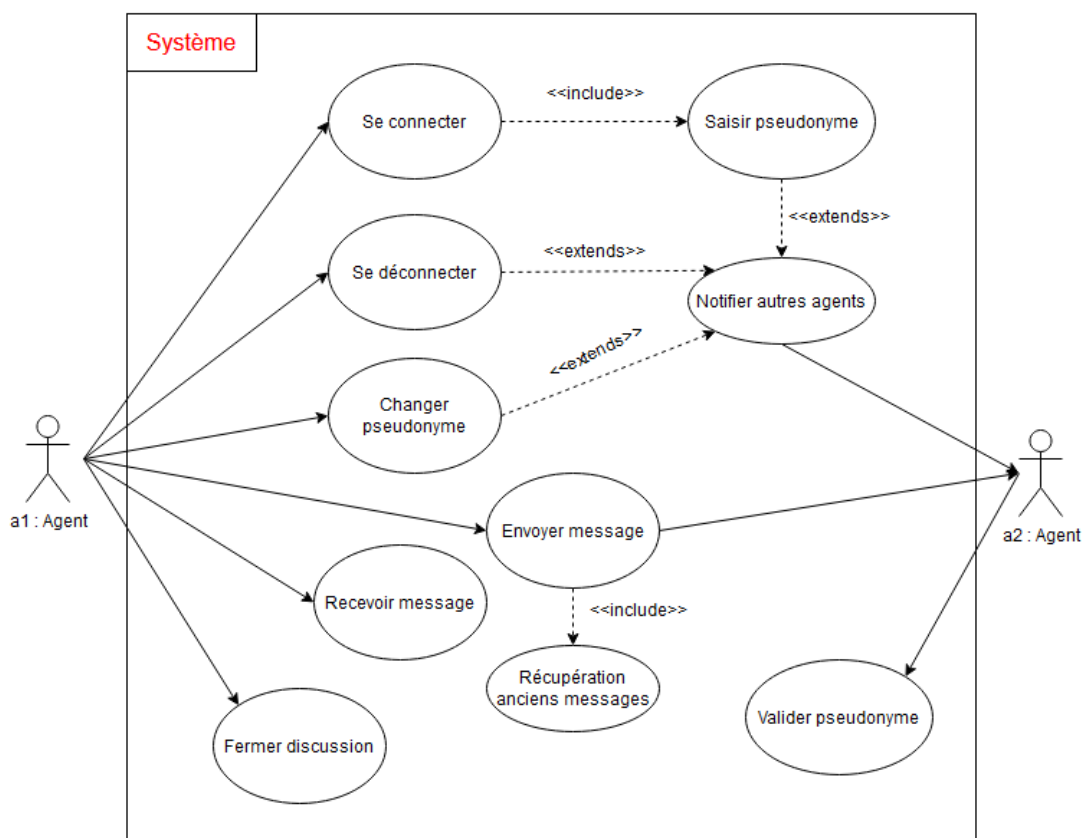 Système
Se connecter
<<include>>
Saisir pseudonyme
<<extends>>
Se déconnecter
<<extends>>
Notifier autres agents
<<extends>>
Changer
pseudonyme
a1 : Agent
a2 : Agent
Envoyer message
Recevoir message
<<include>>
Récupération
anciens messages
Valider pseudonyme
Fermer discussion